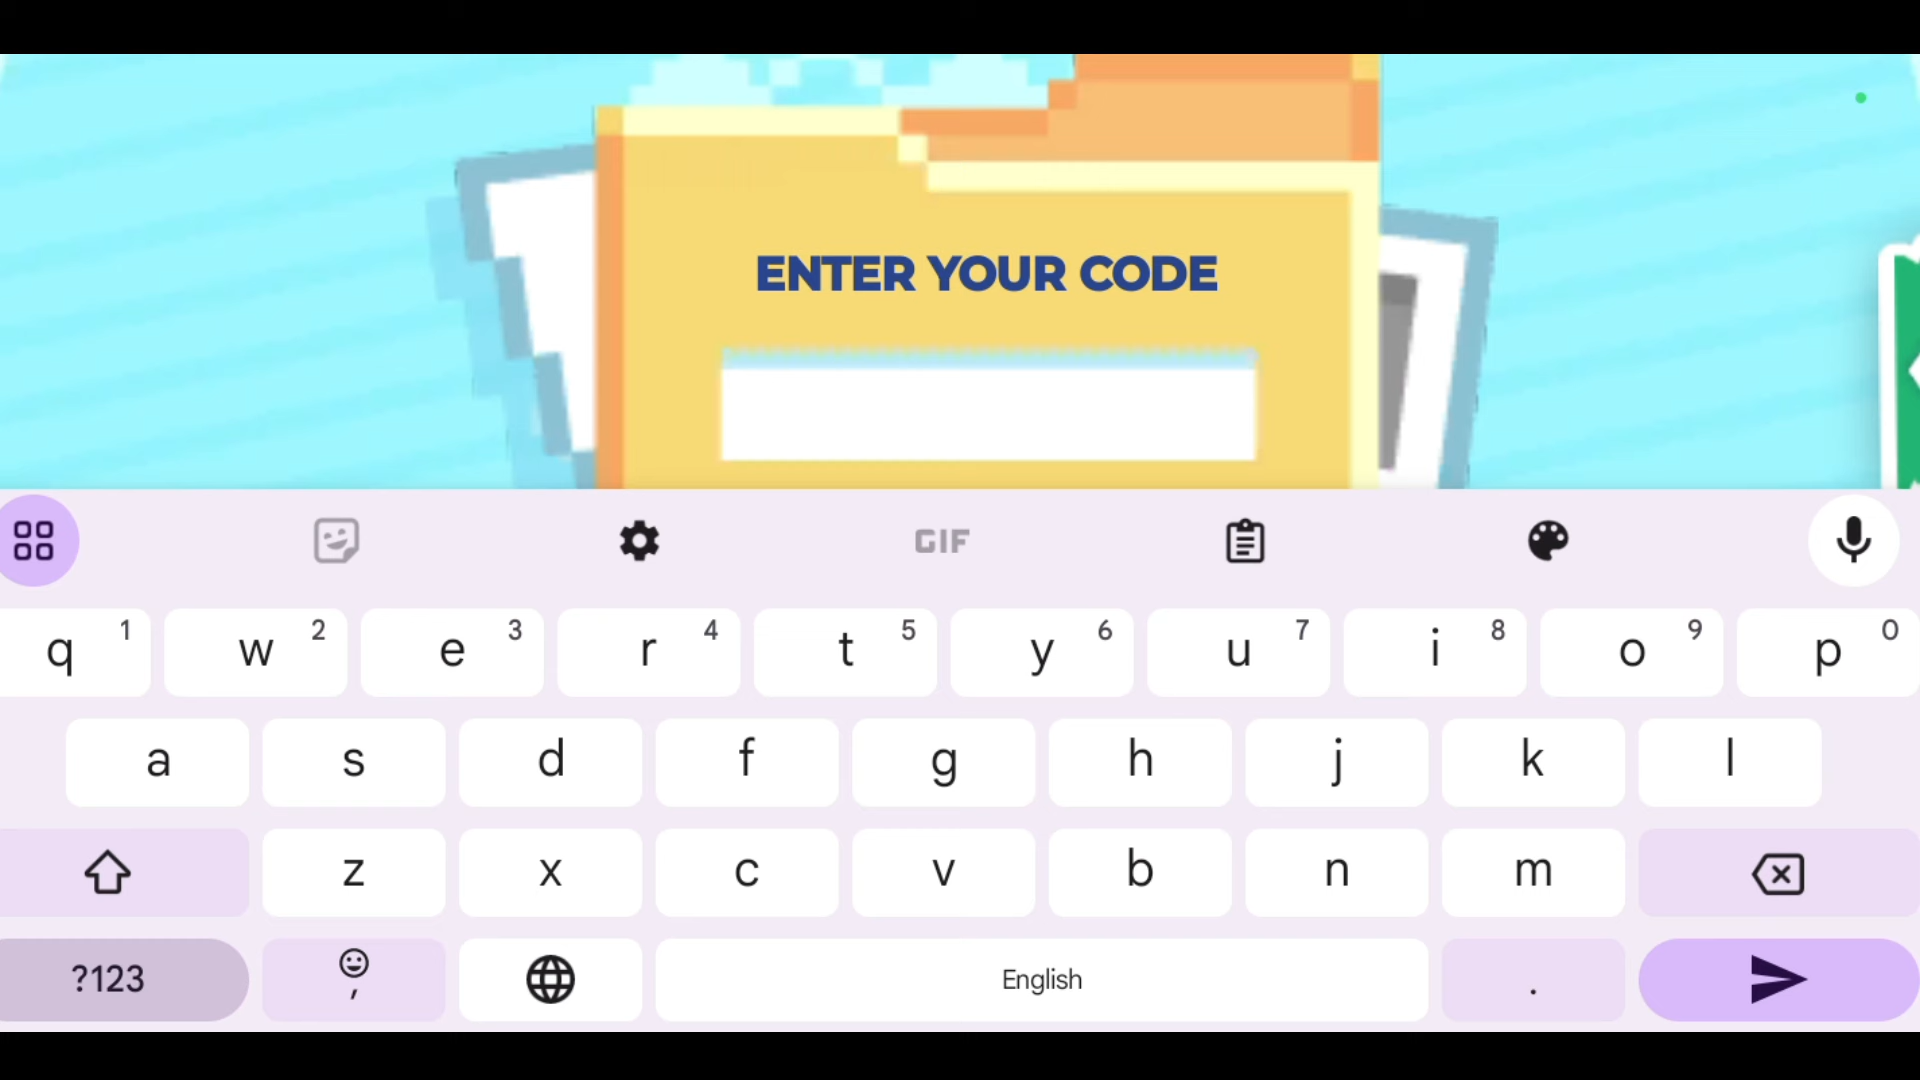 ENTER YOUR CODE
GIF
q 1 w 2 e 3 r 4 t 5 y 6 u 7 i 8 o 9 p 0
a s d f g h j k l
z x c v b n m
?123 , English .